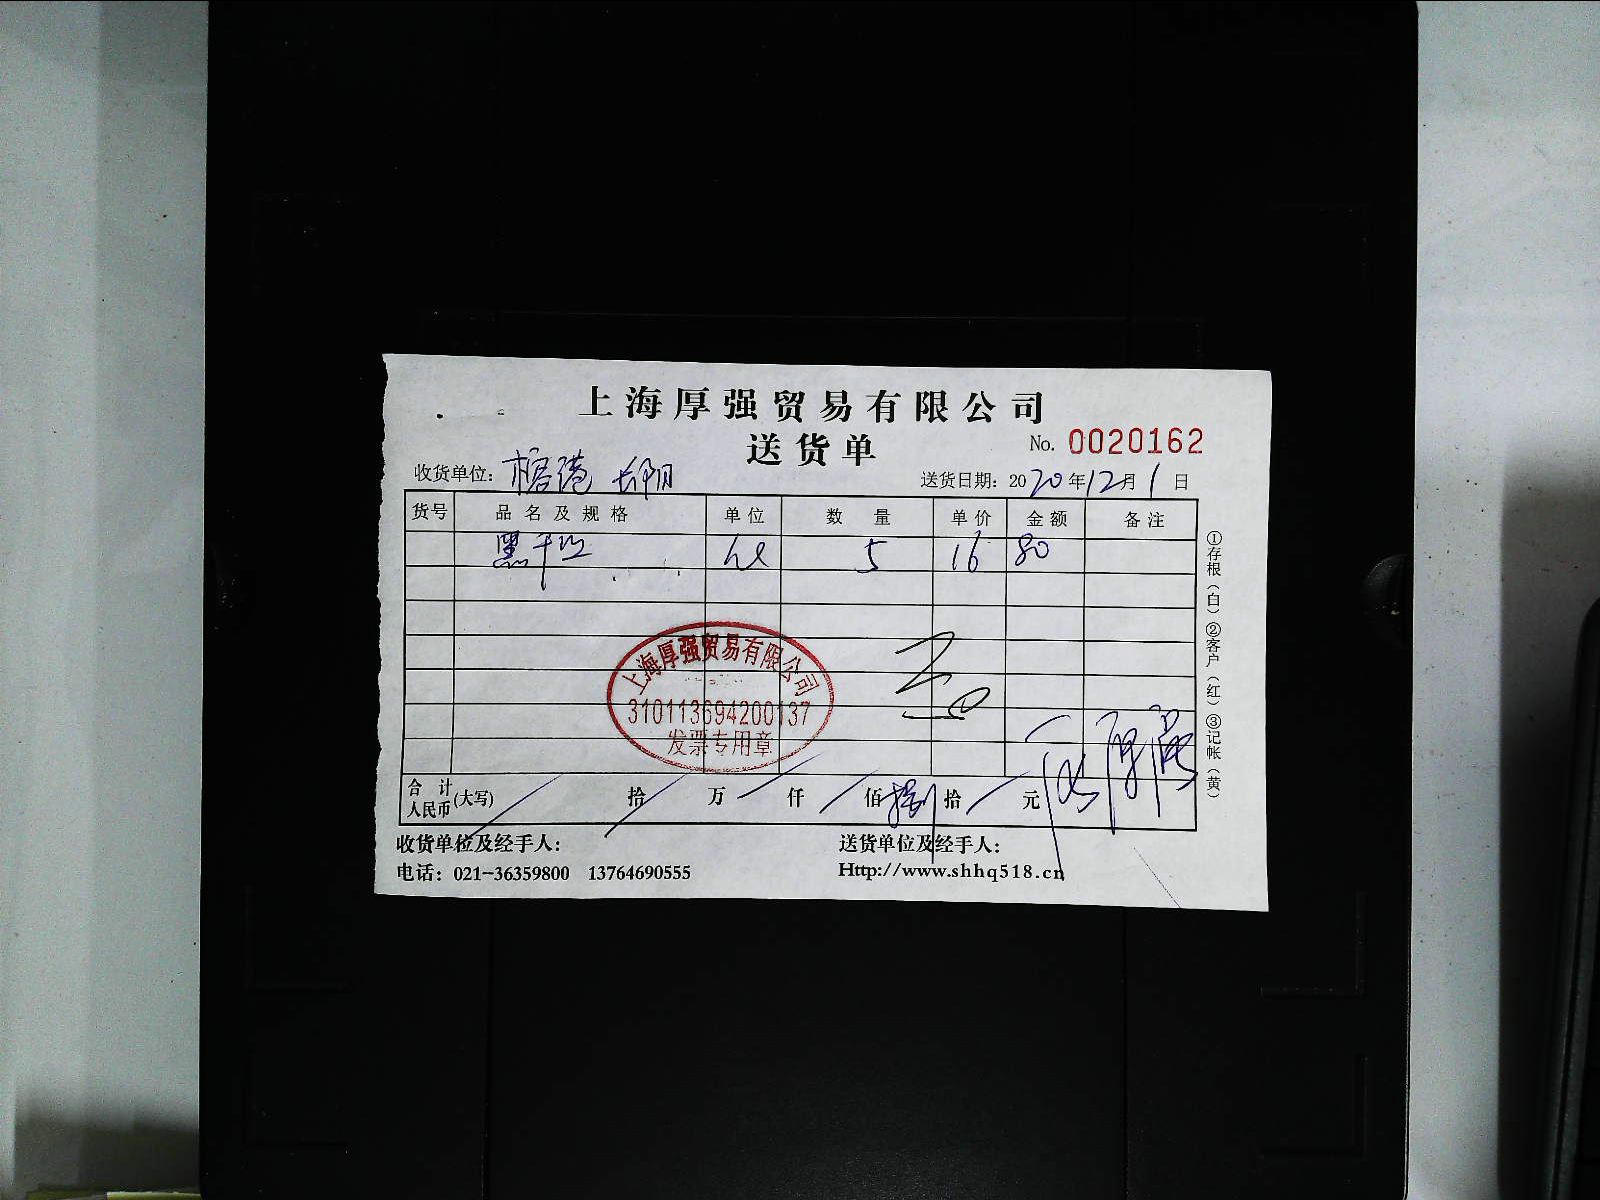 上海厚强贸易有限公司
送货单 No. 0020162
收货单位：榕港 送货日期：2020年12月1日
货号 品名及规格 单位 数量 单价 金额 备注
黑 5 16 80
上海厚强贸易有限公司
310113694200137
发票专用章
合计人民币(大写) 拾 万 仟 佰 捌 拾 元
收货单位及经手人： 送货单位及经手人：
电话：021-36359800 13764690555 Http://www.shhq518.cn
①存根（白）②客户（红）③记帐（黄）